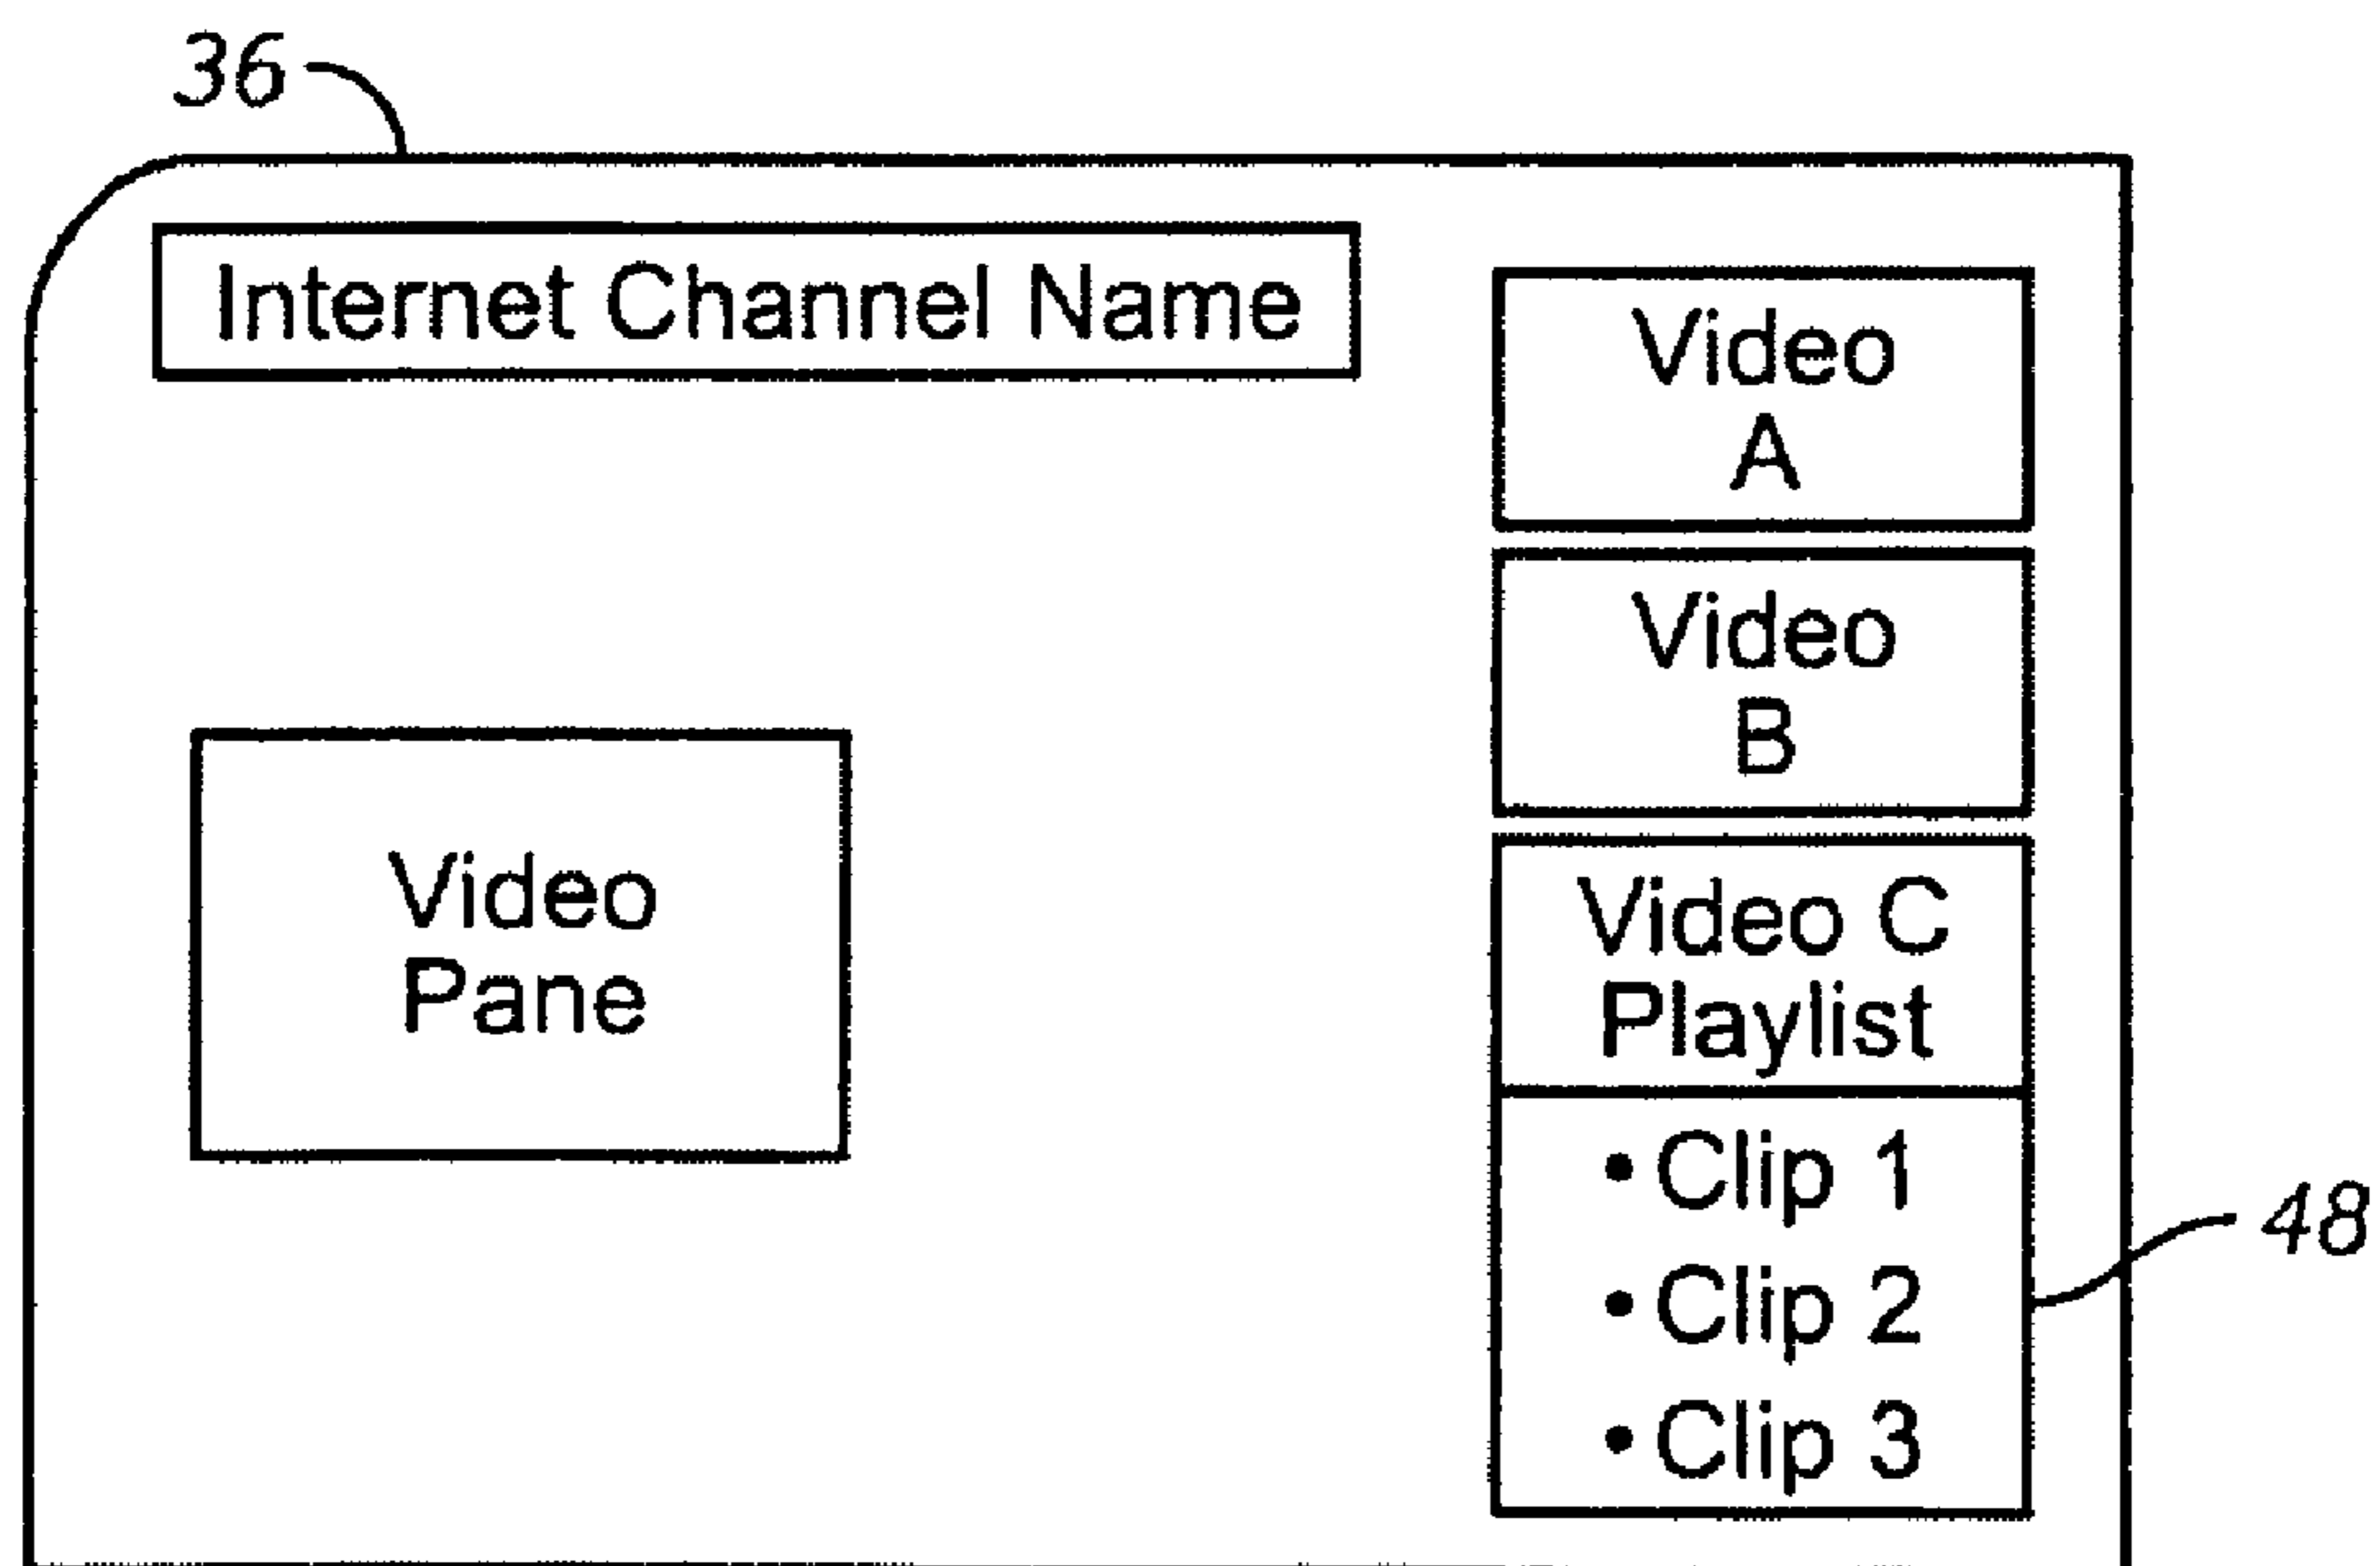 36
Internet Channel Name
Video
A
Video
B
Video
Pane
Video C
Playlist
• Clip 1
• Clip 2
• Clip 3
48